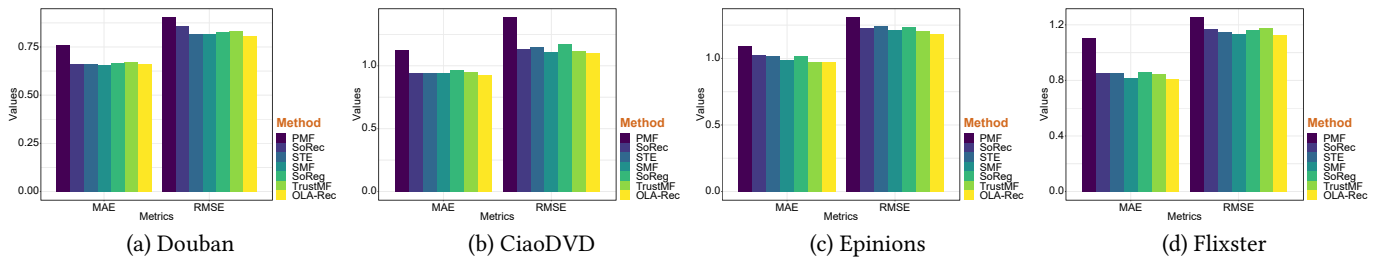 Values
0.75
0.50
0.25
0.00
MAE
RMSE
Metrics
Method
PMF
SoRec
STE
SMF
SoReg
TrustMF
OLA-Rec
(a) Douban
Values
1.0
0.5
0.0
MAE
RMSE
Metrics
Method
PMF
SoRec
STE
SMF
SoReg
TrustMF
OLA-Rec
(b) CiaoDVD
Values
1.0
0.5
0.0
MAE
RMSE
Metrics
Method
PMF
SoRec
STE
SMF
SoReg
TrustMF
OLA-Rec
(c) Epinions
Values
1.2
0.8
0.4
0.0
MAE
RMSE
Metrics
Method
PMF
SoRec
STE
SMF
SoReg
TrustMF
OLA-Rec
(d) Flixster